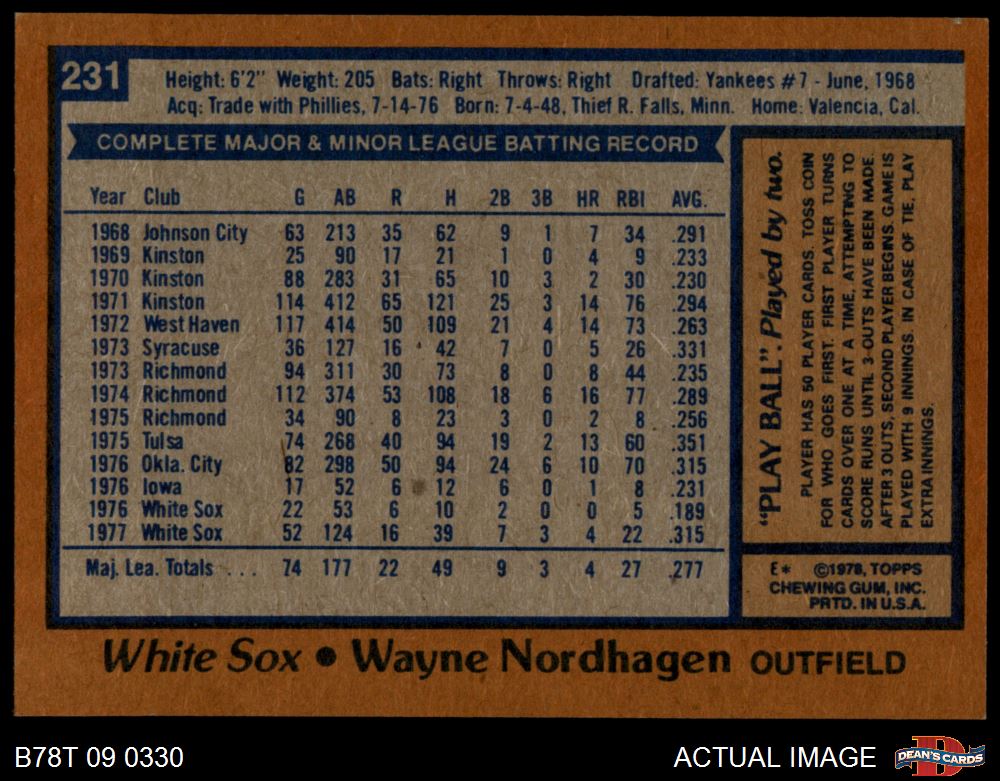 231
Height: 6'2" Weight: 205 Bats: Right Throws: Right Drafted: Yankees #7 - June, 1968
Acq: Trade with Phillies, 7-14-76 Born: 7-4-48, Thief R. Falls, Minn. Home: Valencia, Cal.
COMPLETE MAJOR & MINOR LEAGUE BATTING RECORD
Year Club G AB R H 2B 3B HR RBI AVG.
1968 Johnson City 63 213 35 62 9 1 7 34 .291
1969 Kinston 25 90 17 21 1 0 4 9 .233
1970 Kinston 88 283 31 65 10 3 2 30 .230
1971 Kinston 114 412 65 121 25 3 14 76 .294
1972 West Haven 117 414 50 109 21 4 14 73 .263
1973 Syracuse 36 127 16 42 7 0 5 26 .331
1973 Richmond 94 311 30 73 8 0 8 44 .235
1974 Richmond 112 374 53 108 18 6 16 77 .289
1975 Richmond 34 90 8 23 3 0 2 8 .256
1975 Tulsa 74 268 40 94 19 2 13 60 .351
1976 Okla. City 82 298 50 94 24 6 10 70 .315
1976 Iowa 17 52 6 12 6 0 1 8 .231
1976 White Sox 22 53 6 10 2 0 0 5 .189
1977 White Sox 52 124 16 39 7 3 4 22 .315
Maj. Lea. Totals . . . 74 177 22 49 9 3 4 27 .277
"PLAY BALL". Played by two.
PLAYER HAS 50 PLAYER CARDS. TOSS COIN
FOR WHO GOES FIRST. FIRST PLAYER TURNS
CARDS OVER ONE AT A TIME, ATTEMPTING TO
SCORE RUNS UNTIL 3-OUTS HAVE BEEN MADE.
AFTER 3 OUTS, SECOND PLAYER BEGINS. GAME IS
PLAYED WITH 9 INNINGS. IN CASE OF TIE, PLAY
EXTRA INNINGS.
E* ©1978, TOPPS
CHEWING GUM, INC.
PRTD. IN U.S.A.
White Sox • Wayne Nordhagen OUTFIELD
B78T 09 0330
ACTUAL IMAGE
D
DEAN'S CARDS